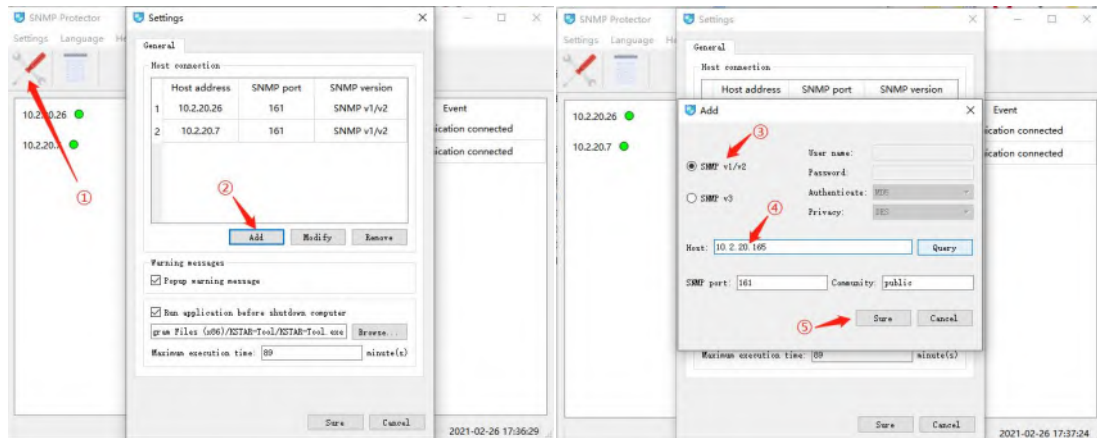 SNMP Protector
Settings Language He
Settings
General
Host connection
Host address SNMP port SNMP version
1 10.2.20.26 161 SNMP v1/v2
2 10.2.20.7 161 SNMP v1/v2
②
Add Modify Remove
Warning messages
Popup warning message
Run application before shutdown computer
gram Files (x86)/KSTAR-Tool/KSTAR-Tool.exe Browse...
Maximum execution time: 89 minute(s)
Sure Cancel
①
10.2.20.26
10.2.20.7
Event
ication connected
ication connected
2021-02-26 17:36:29
SNMP Protector
Settings Language He
Settings
General
Host connection
Host address SNMP port SNMP version
Add
③
SNMP v1/v2
SNMP v3
User name:
Password:
Authenticate: MD5
Privacy: DES
④
Host: 10.2.20.165 Query
SNMP port: 161 Community: public
⑤
Sure Cancel
Maximum execution time: 89 minute(s)
Sure Cancel
10.2.20.26
10.2.20.7
Event
ication connected
ication connected
2021-02-26 17:37:24